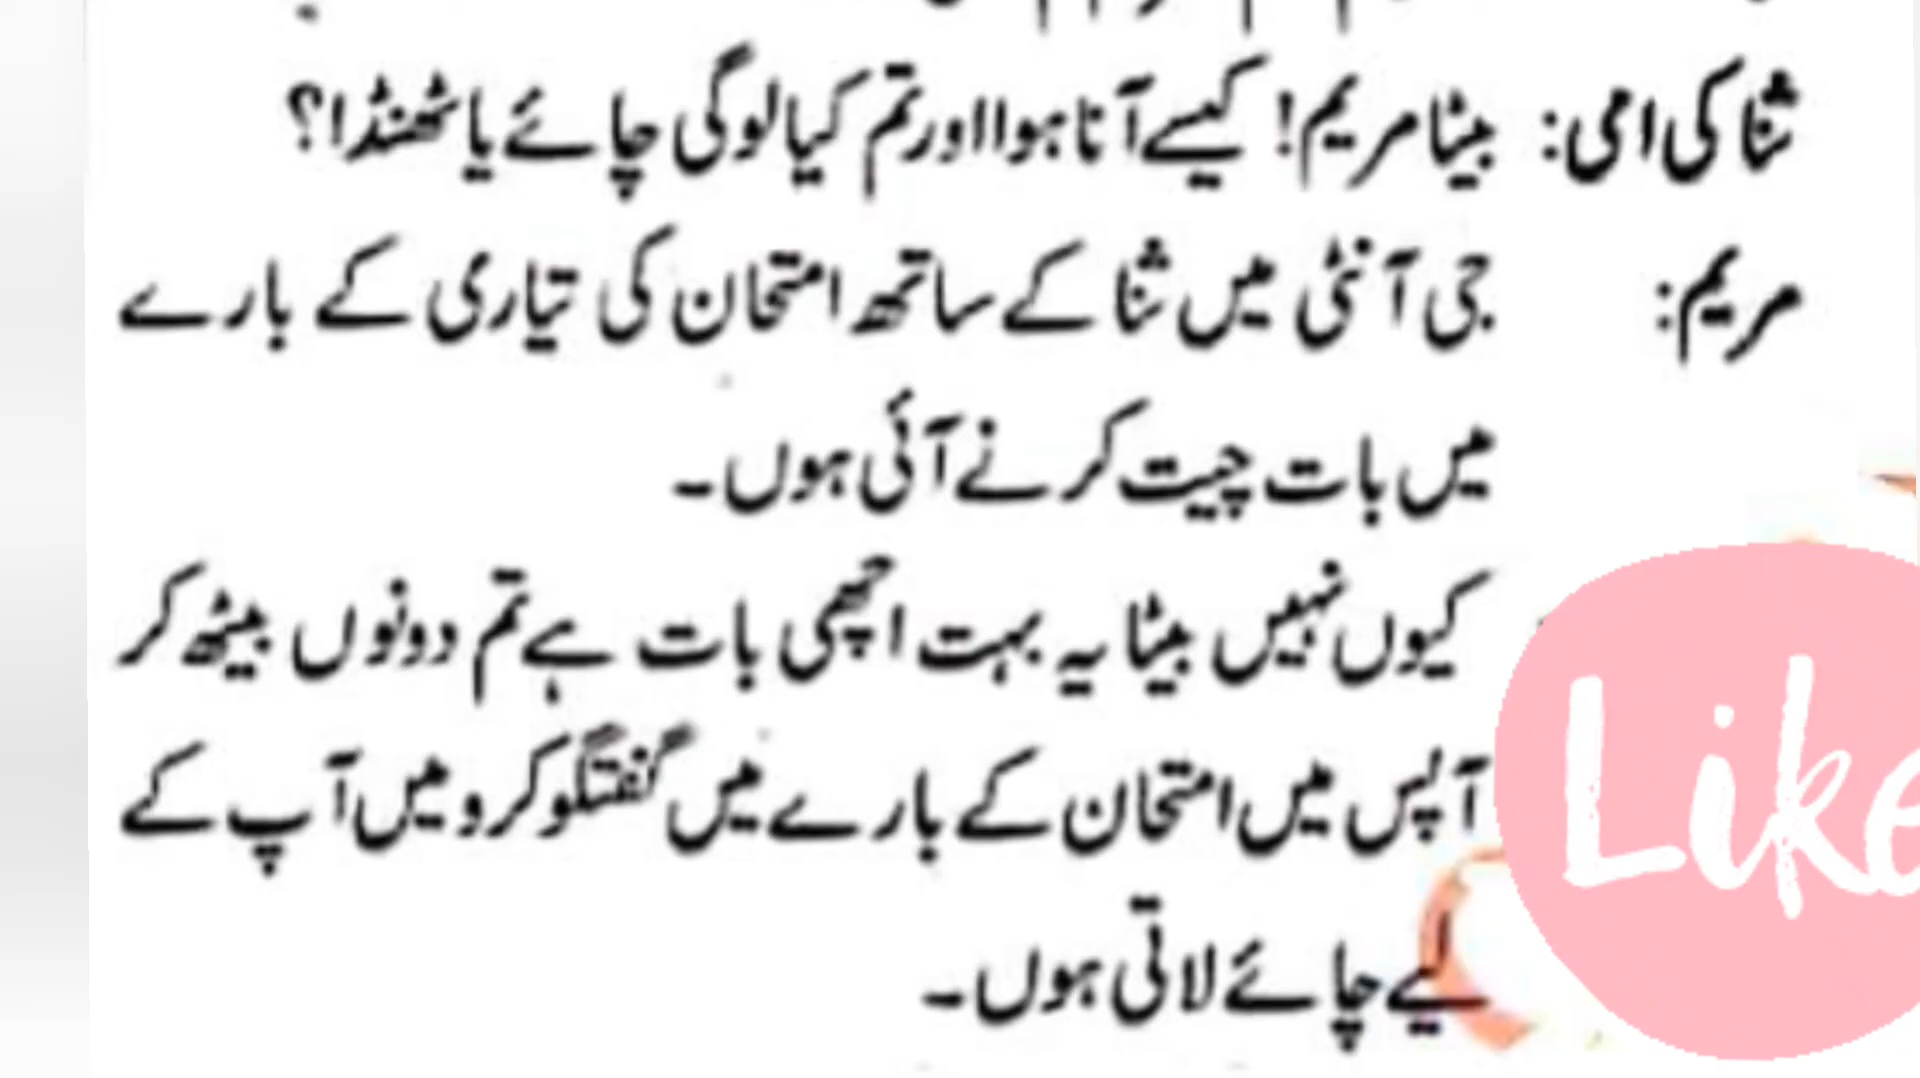 ثنا کی امی: بیٹا مریم! کیسے آنا ہوا اور تم کیا لوگی چائے یا ٹھنڈا؟
مریم: جی آنٹی میں ثنا کے ساتھ امتحان کی تیاری کے بارے
میں بات چیت کرنے آئی ہوں۔
کیوں نہیں بیٹا یہ بہت اچھی بات ہے تم دونوں بیٹھ کر
آپس میں امتحان کے بارے میں گفتگو کرو میں آپ کے
لیے چائے لاتی ہوں۔
Like